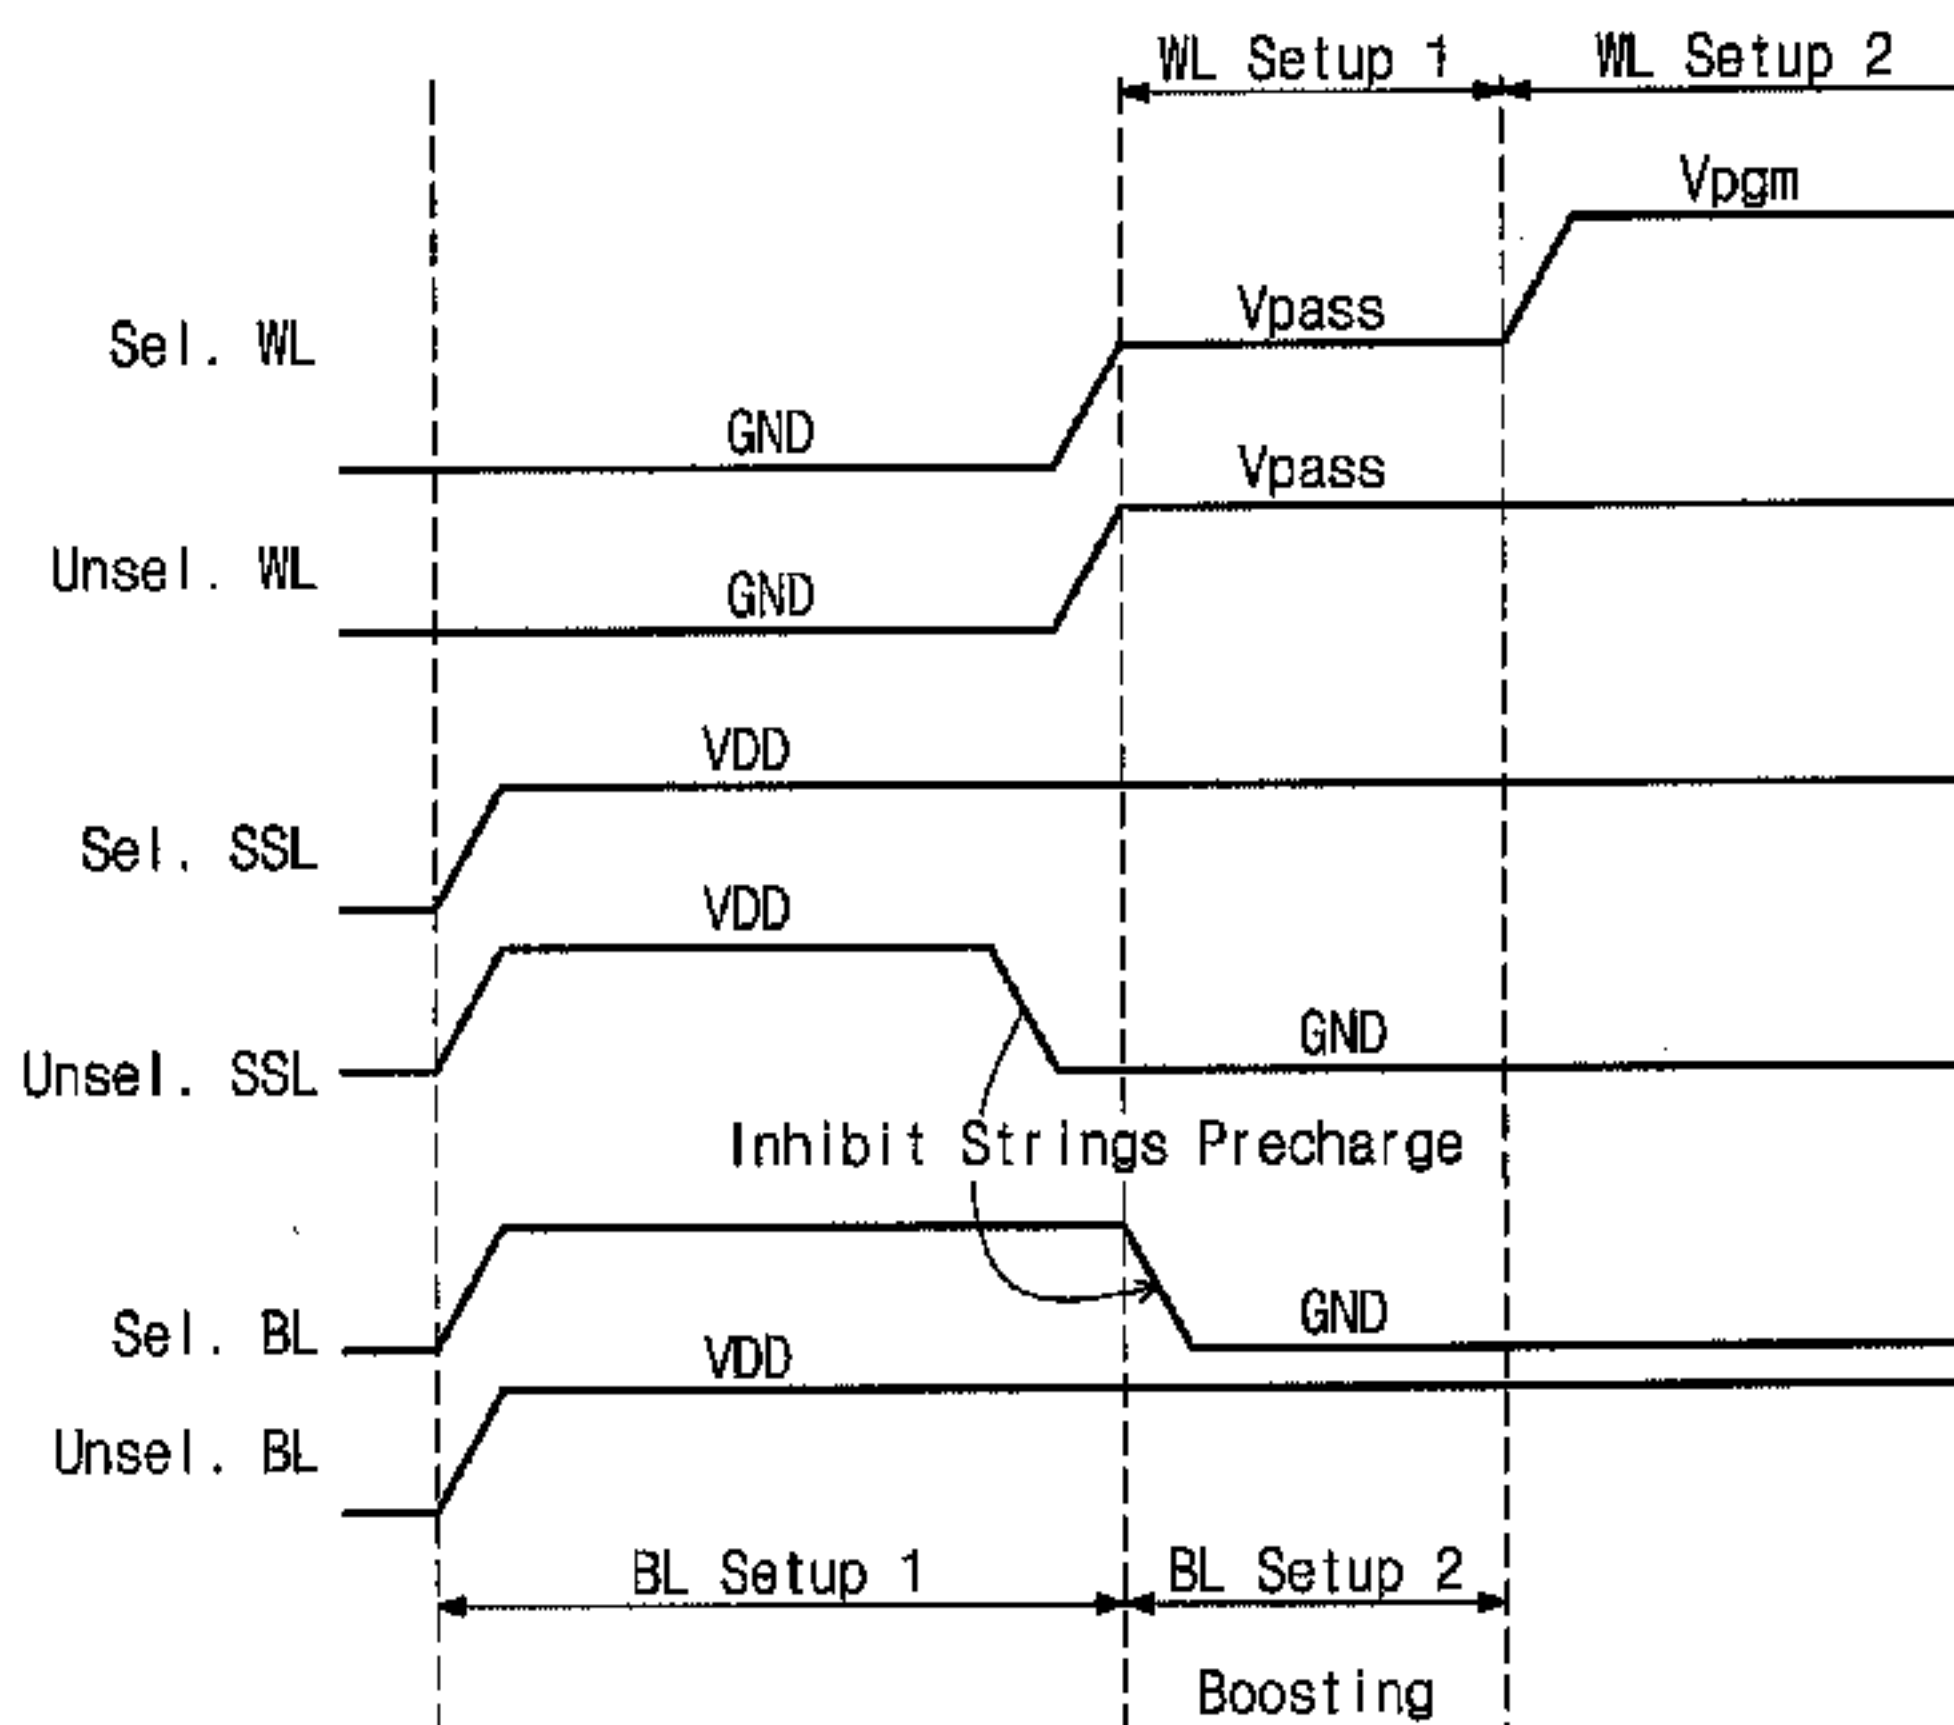 WL Setup 1
WL Setup 2
Vpgm
Vpass
Sel. WL
GND
Vpass
Unsel. WL
GND
VDD
Sel. SSL
VDD
GND
Unsel. SSL
Inhibit Strings Precharge
GND
Sel. BL
VDD
Unsel. BL
BL Setup 1
BL Setup 2
Boosting